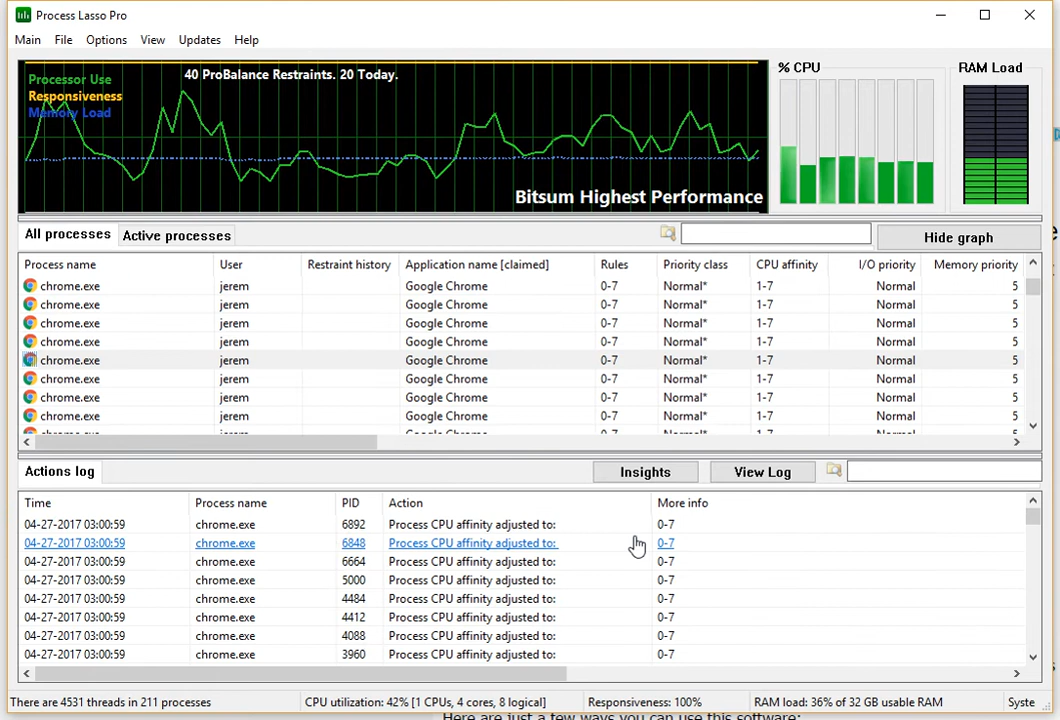 Process Lasso Pro
Main File Options View Updates Help
Processor Use
Responsiveness
Memory Load
40 ProBalance Restraints. 20 Today.
Bitsum Highest Performance
% CPU
RAM Load
All processes Active processes Hide graph
Process name User Restraint history Application name [claimed] Rules Priority class CPU affinity I/O priority Memory priority
chrome.exe jerem Google Chrome 0-7 Normal* 1-7 Normal 5
chrome.exe jerem Google Chrome 0-7 Normal* 1-7 Normal 5
chrome.exe jerem Google Chrome 0-7 Normal* 1-7 Normal 5
chrome.exe jerem Google Chrome 0-7 Normal* 1-7 Normal 5
chrome.exe jerem Google Chrome 0-7 Normal* 1-7 Normal 5
chrome.exe jerem Google Chrome 0-7 Normal* 1-7 Normal 5
chrome.exe jerem Google Chrome 0-7 Normal* 1-7 Normal 5
chrome.exe jerem Google Chrome 0-7 Normal* 1-7 Normal 5
Actions log Insights View Log
Time Process name PID Action More info
04-27-2017 03:00:59 chrome.exe 6892 Process CPU affinity adjusted to: 0-7
04-27-2017 03:00:59 chrome.exe 6848 Process CPU affinity adjusted to: 0-7
04-27-2017 03:00:59 chrome.exe 6664 Process CPU affinity adjusted to: 0-7
04-27-2017 03:00:59 chrome.exe 5000 Process CPU affinity adjusted to: 0-7
04-27-2017 03:00:59 chrome.exe 4484 Process CPU affinity adjusted to: 0-7
04-27-2017 03:00:59 chrome.exe 4412 Process CPU affinity adjusted to: 0-7
04-27-2017 03:00:59 chrome.exe 4088 Process CPU affinity adjusted to: 0-7
04-27-2017 03:00:59 chrome.exe 3960 Process CPU affinity adjusted to: 0-7
There are 4531 threads in 211 processes CPU utilization: 42% [1 CPUs, 4 cores, 8 logical] Responsiveness: 100% RAM load: 36% of 32 GB usable RAM Syste
Here are just a few ways you can use this software: